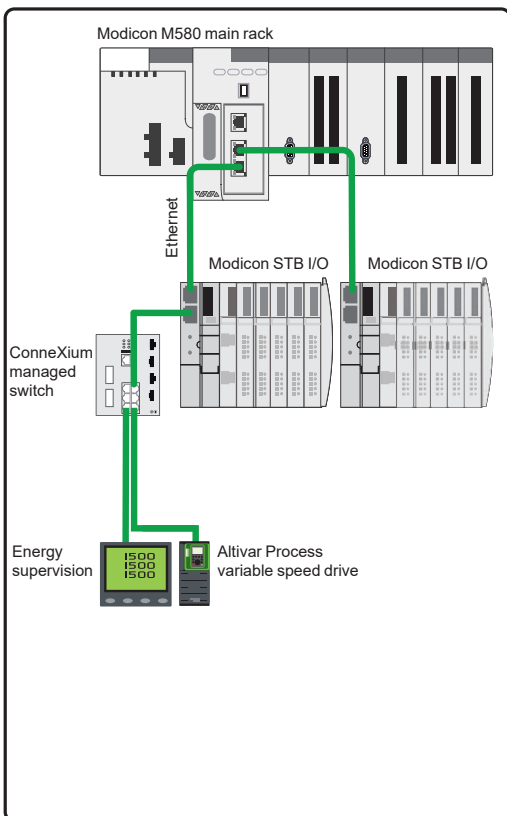 Modicon M580 main rack
Ethernet
Modicon STB I/O
Modicon STB I/O
ConneXium
managed
switch
Energy
supervision
1500
1500
1500
Altivar Process
variable speed drive